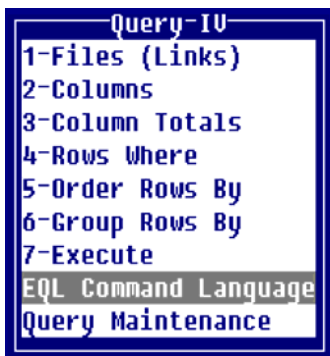 Query-IV
1-Files (Links)
2-Columns
3-Column Totals
4-Rows Where
5-Order Rows By
6-Group Rows By
7-Execute
EQL Command Language
Query Maintenance